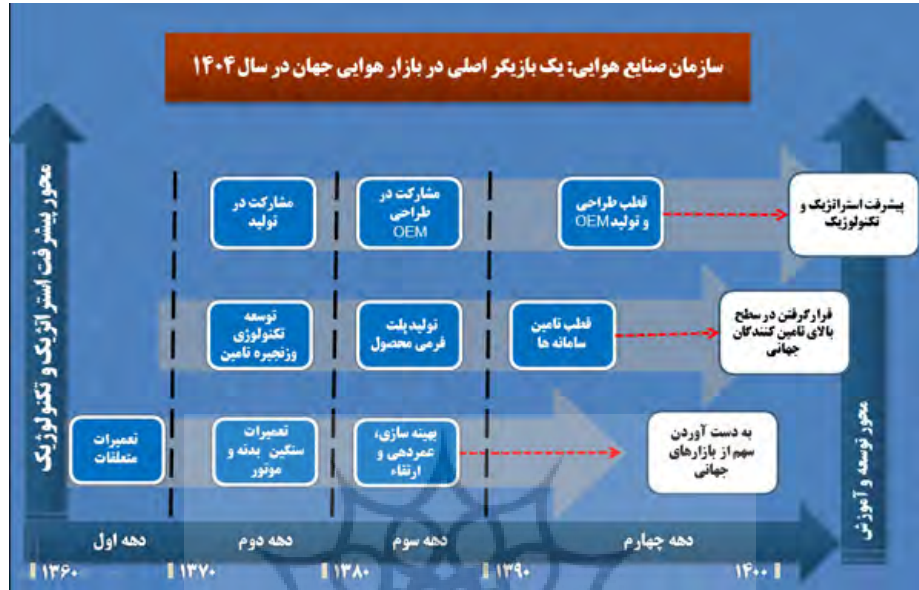 سازمان صنایع هوایی: یک بازیگر اصلی در بازار هوایی جهان در سال ۱۴۰۴
محور پیشرفت استراتژیک و تکنولوژیک
مشارکت در
تولید
مشارکت در
طراحی
OEM
قطب طراحی
و تولید OEM
پیشرفت استراتژیک و
تکنولوژیک
توسعه
تکنولوژی
وزنجیره تامین
تولید پلت
فرمی محصول
قطب تامین
سامانه ها
قرارگرفتن در سطح
بالای تامین کنندگان
جهانی
تعمیرات
متعلقات
تعمیرات
سنگین بدنه و
موتور
بهینه سازی،
عمردهی و
ارتقاء
به دست آوردن
سهم از بازارهای
جهانی
محور توسعه و آموزش
دهه اول
دهه دوم
دهه سوم
دهه چهارم
۱۳۶۰
۱۳۷۰
۱۳۸۰
۱۳۹۰
۱۴۰۰